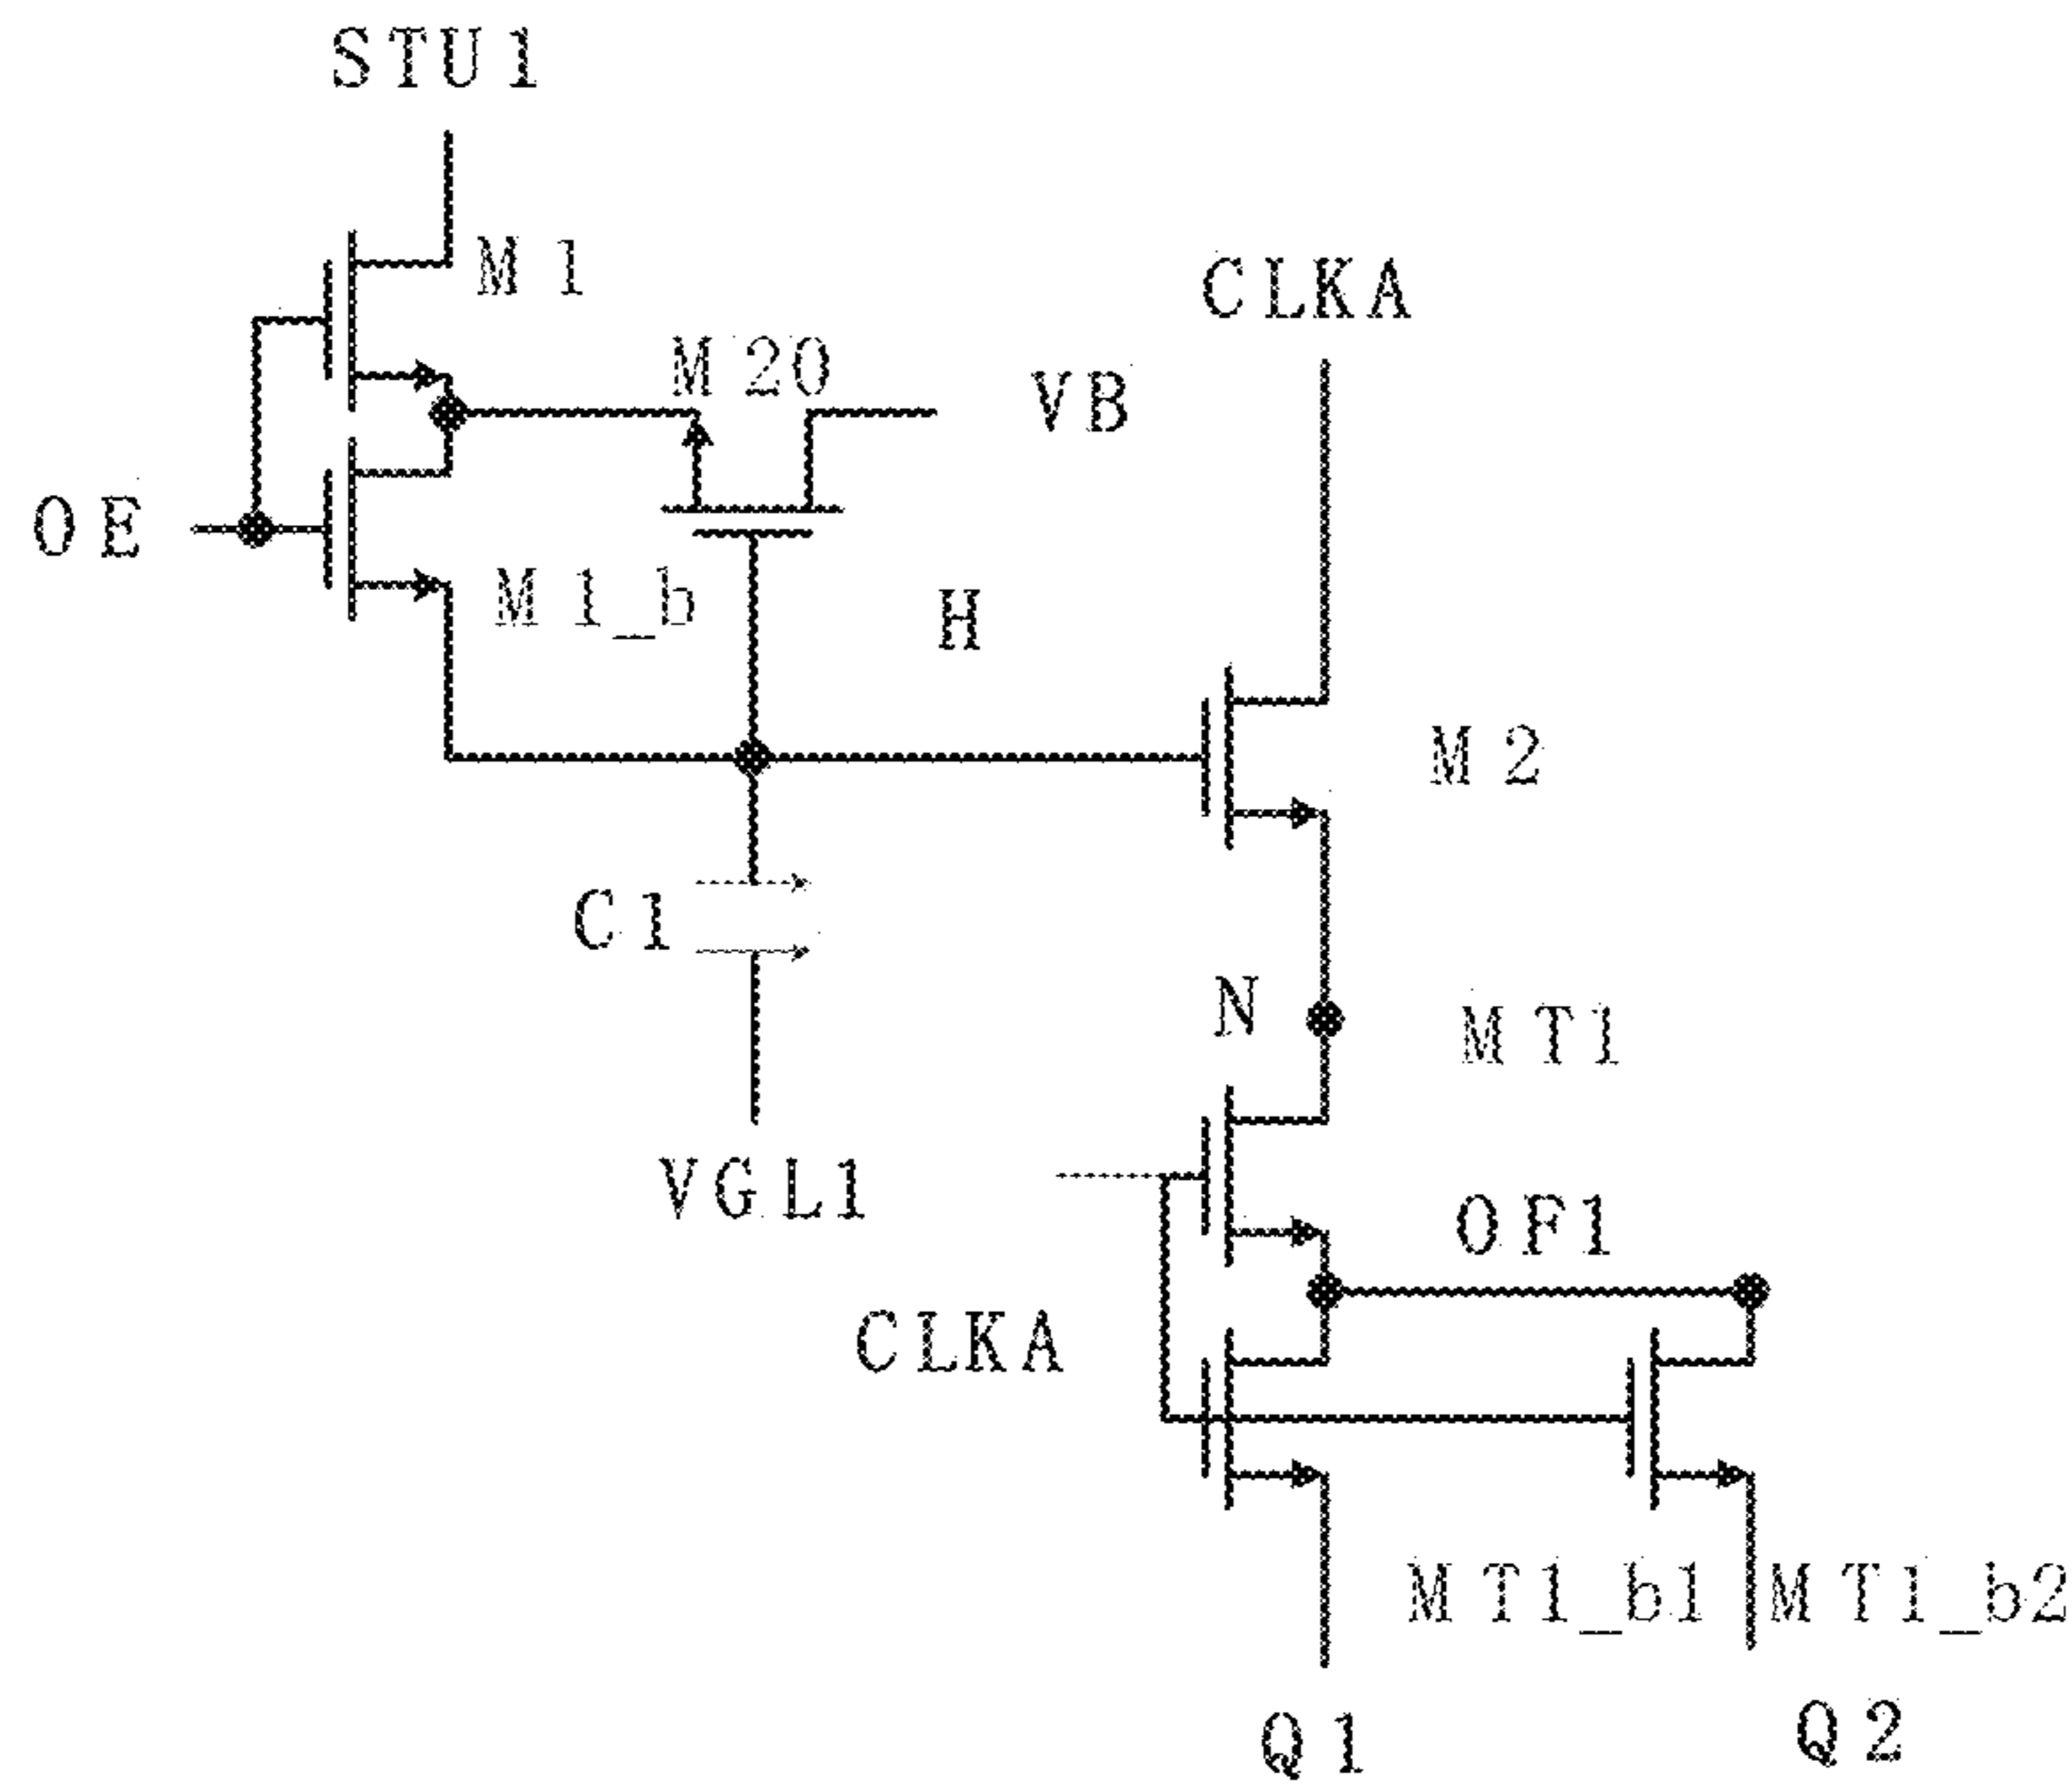 STU1
M1
CLKA
M20
VB
OE
M1_b
H
M2
C1
N
MT1
VGL1
OF1
CLKA
MT1_b1
MT1_b2
Q1
Q2